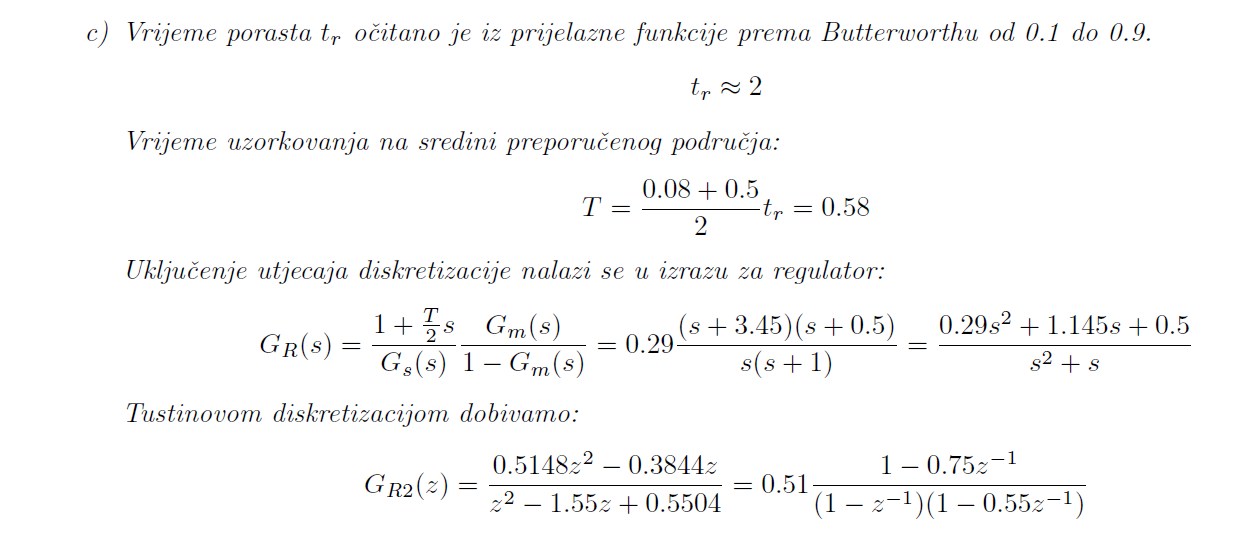 c) Vrijeme porasta t_r očitano je iz prijelazne funkcije prema Butterworthu od 0.1 do 0.9.
t_r ≈ 2
Vrijeme uzorkovanja na sredini preporučenog područja:
T = \frac{0.08 + 0.5}{2} t_r = 0.58
Uključenje utjecaja diskretizacije nalazi se u izrazu za regulator:
G_R(s) = \frac{1 + \frac{T}{2}s}{G_s(s)} \frac{G_m(s)}{1 − G_m(s)} = 0.29 \frac{(s + 3.45)(s + 0.5)}{s(s + 1)} = \frac{0.29s^2 + 1.145s + 0.5}{s^2 + s}
Tustinovom diskretizacijom dobivamo:
G_{R2}(z) = \frac{0.5148z^2 − 0.3844z}{z^2 − 1.55z + 0.5504} = 0.51 \frac{1 − 0.75z^{−1}}{(1 − z^{−1})(1 − 0.55z^{−1})}